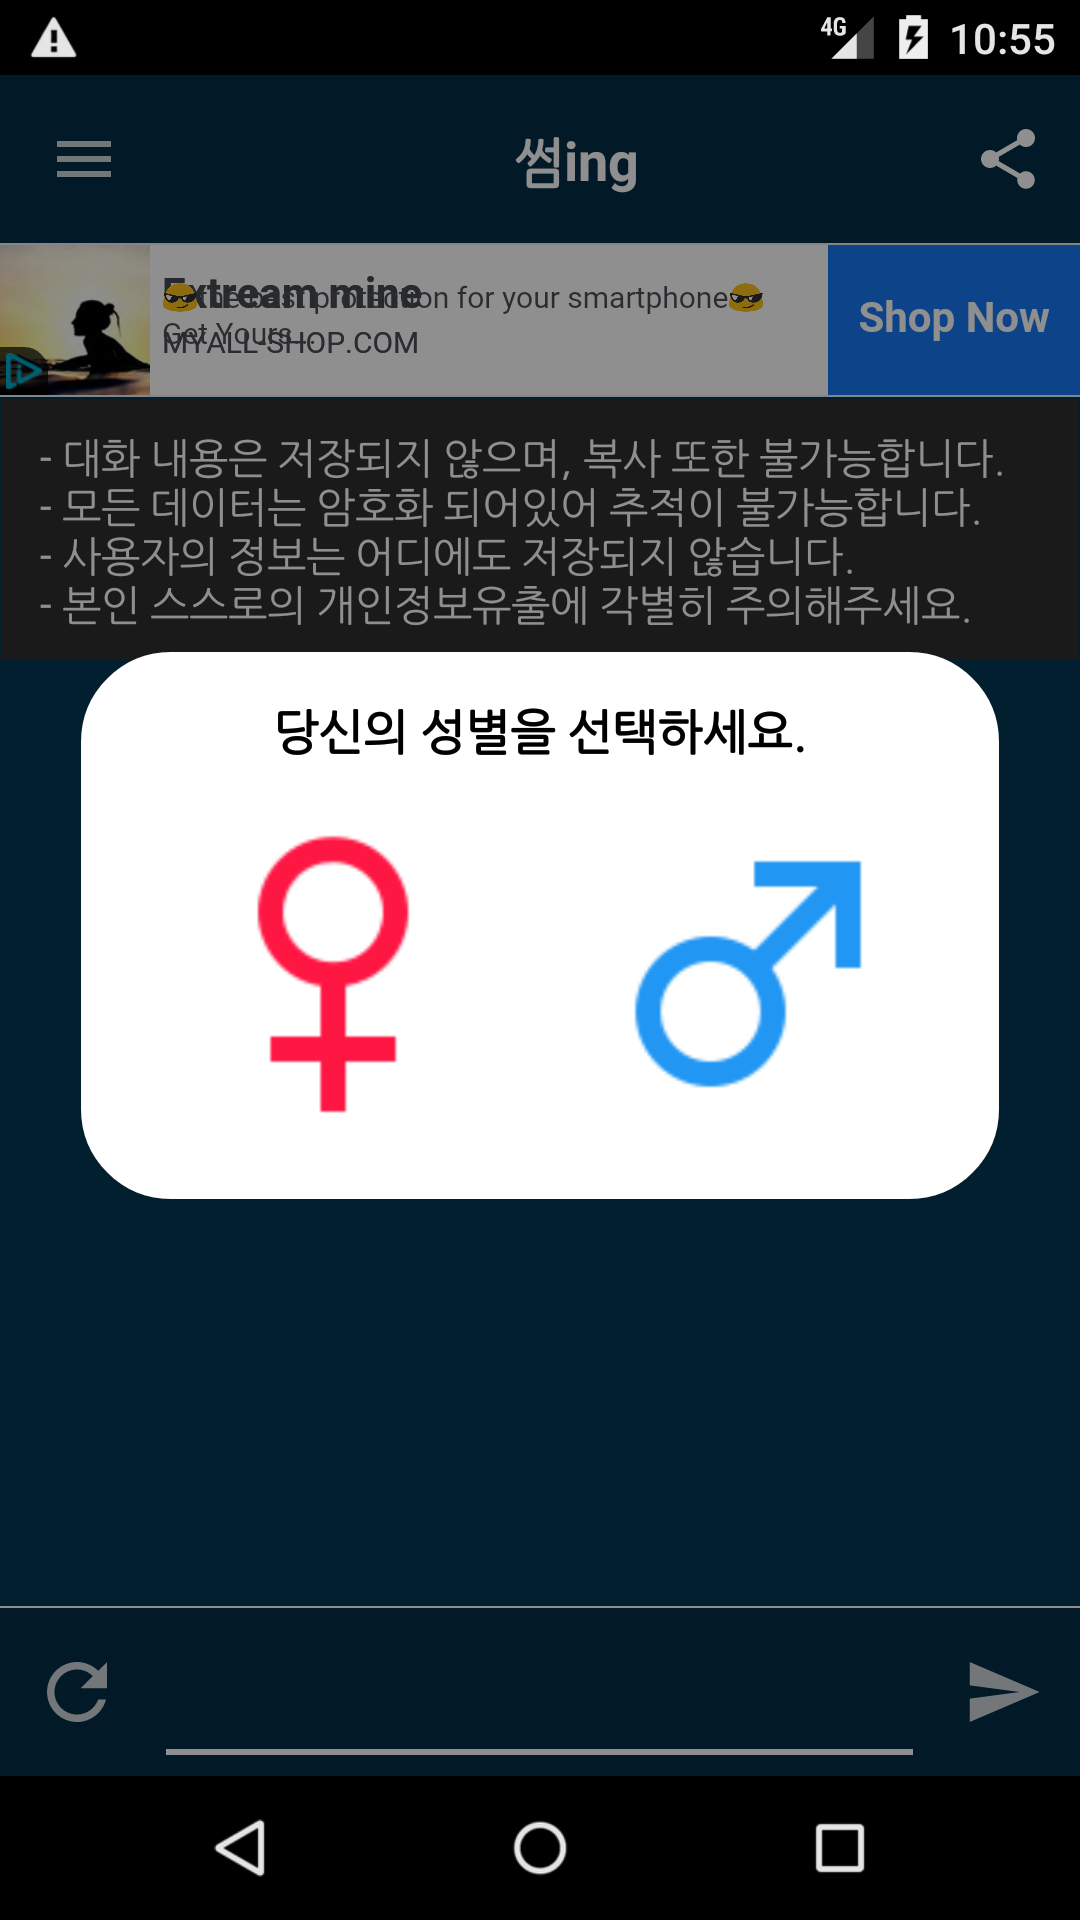 4G 10:55
썸ing
Extream mine
😎the best protection for your smartphone😎
Get Yours...
MYALL-SHOP.COM
Shop Now
- 대화 내용은 저장되지 않으며, 복사 또한 불가능합니다.
- 모든 데이터는 암호화 되어있어 추적이 불가능합니다.
- 사용자의 정보는 어디에도 저장되지 않습니다.
- 본인 스스로의 개인정보유출에 각별히 주의해주세요.
당신의 성별을 선택하세요.